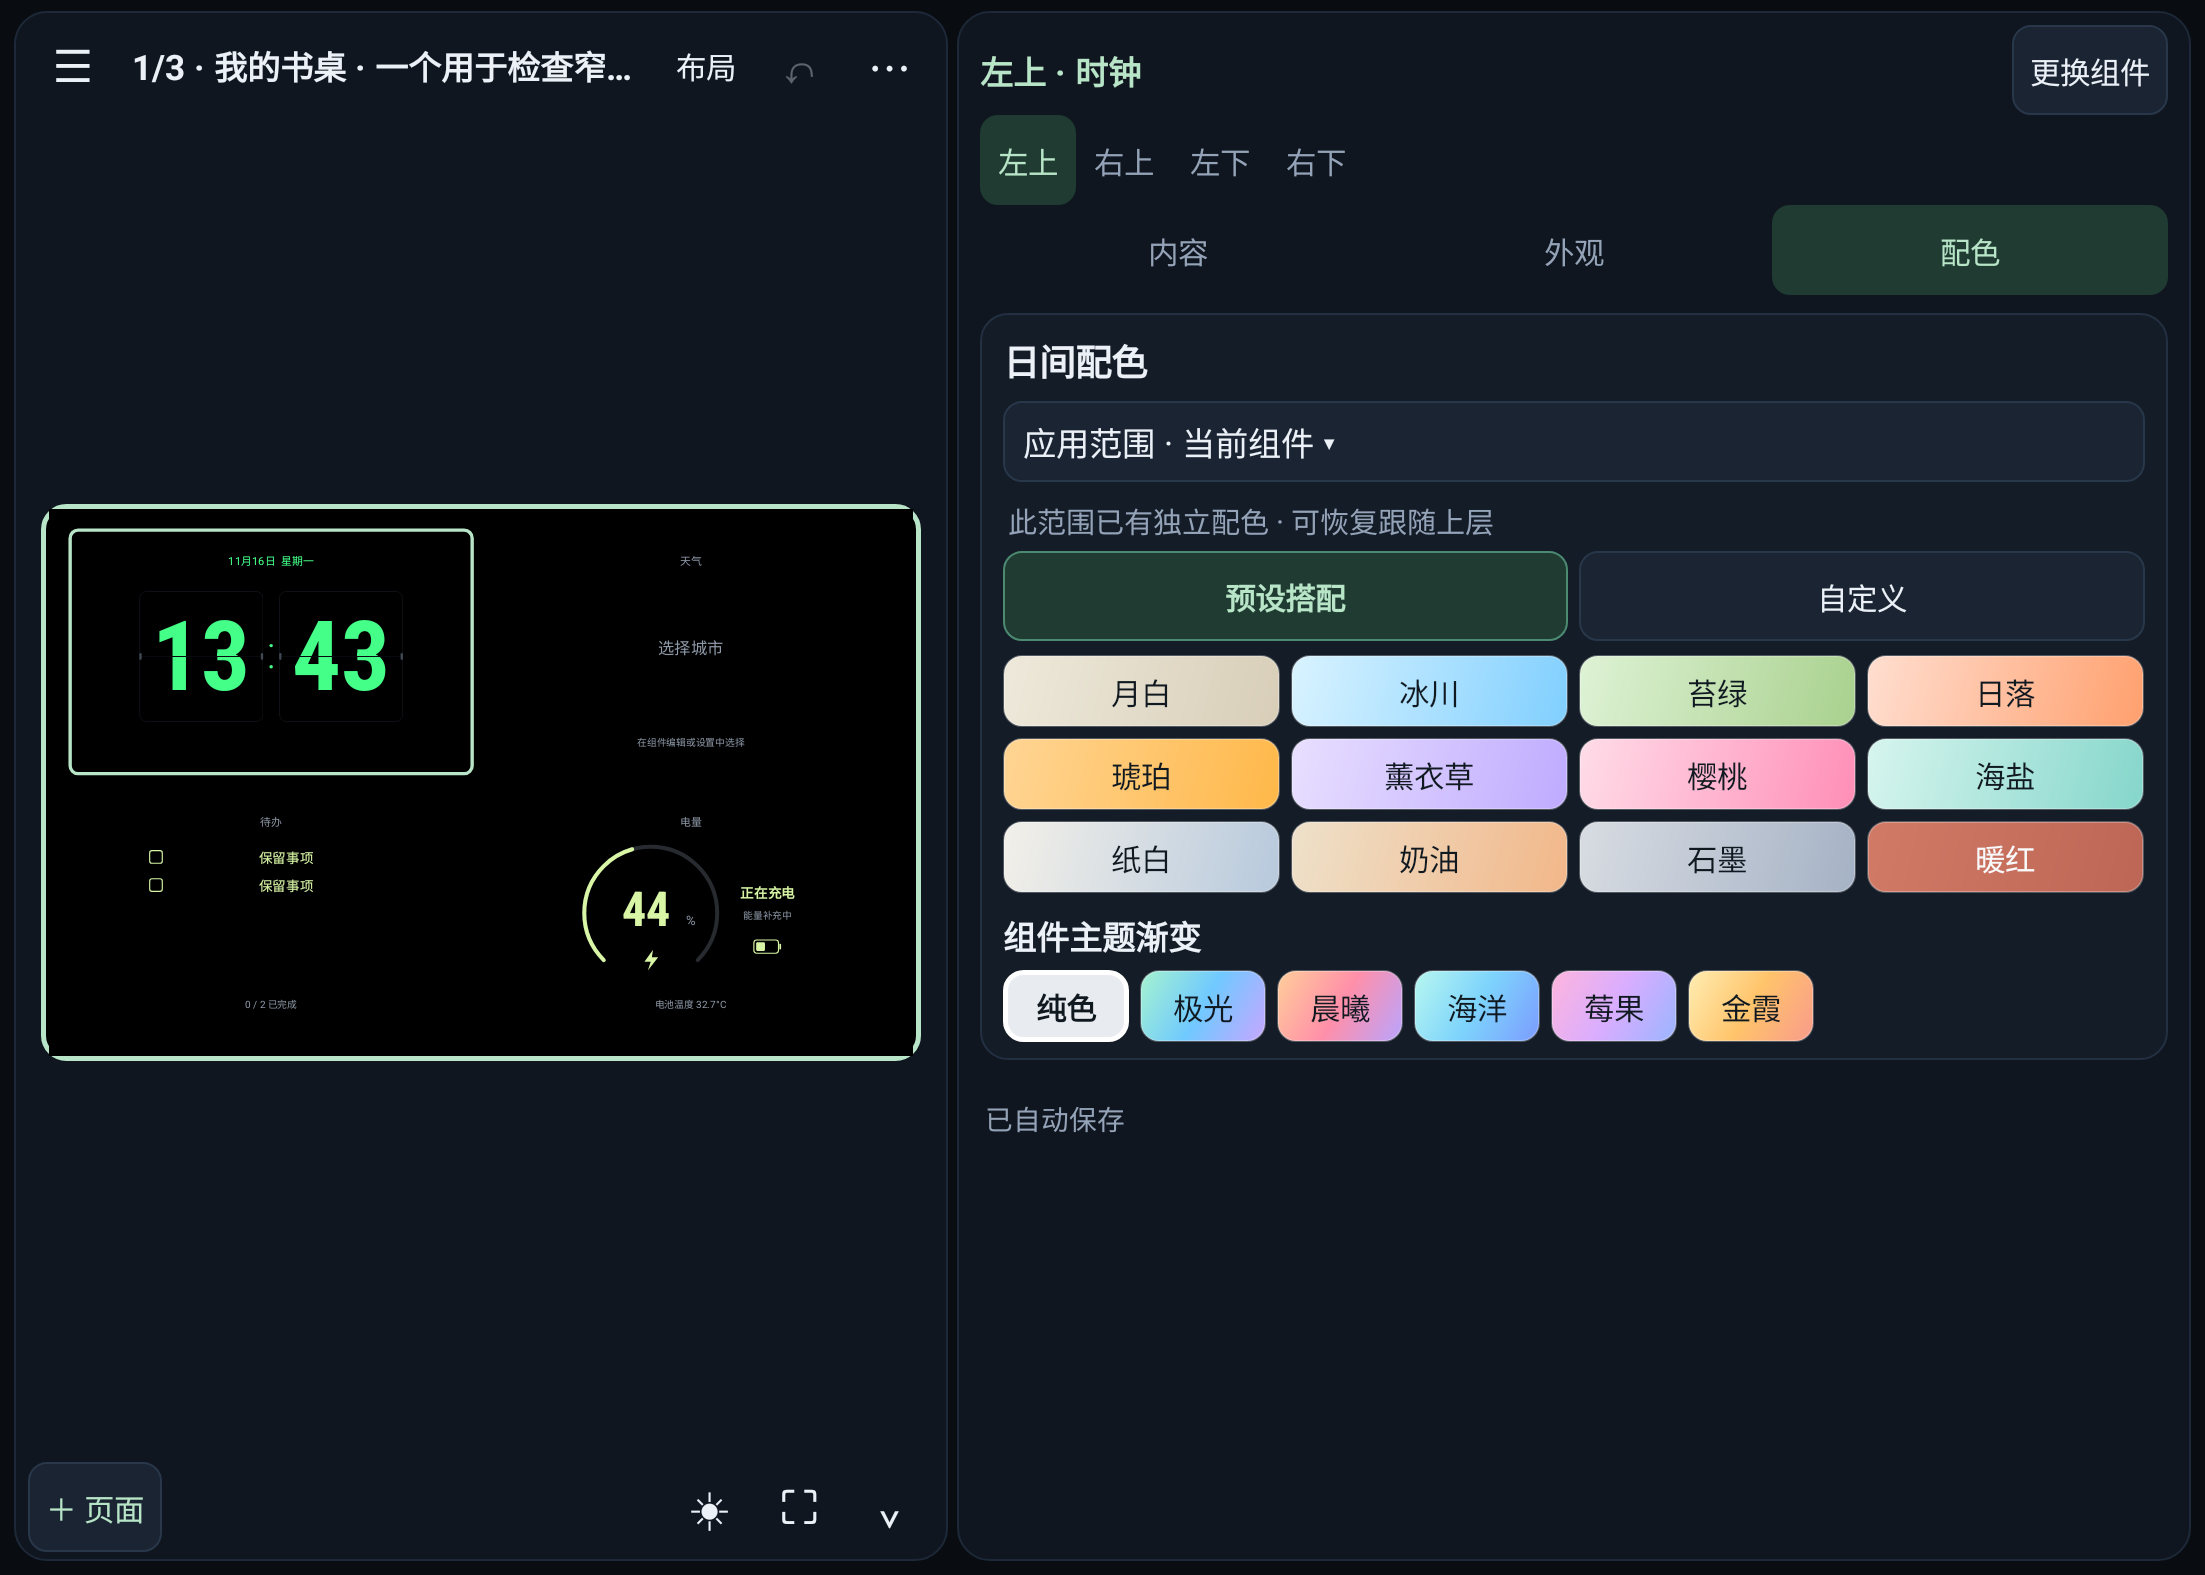 1/3 · 我的书桌 · 一个用于检查窄...
布局
11月16日 星期一
13:43
天气
选择城市
在组件编辑或设置中选择
待办
保留事项
保留事项
0 / 2 已完成
电量
44 %
正在充电
能量补充中
电池温度 32.7°C
+ 页面
左上 · 时钟
更换组件
左上 右上 左下 右下
内容 外观 配色
日间配色
应用范围 · 当前组件 ▾
此范围已有独立配色 · 可恢复跟随上层
预设搭配 自定义
月白 冰川 苔绿 日落
琥珀 薰衣草 樱桃 海盐
纸白 奶油 石墨 暖红
组件主题渐变
纯色 极光 晨曦 海洋 莓果 金霞
已自动保存